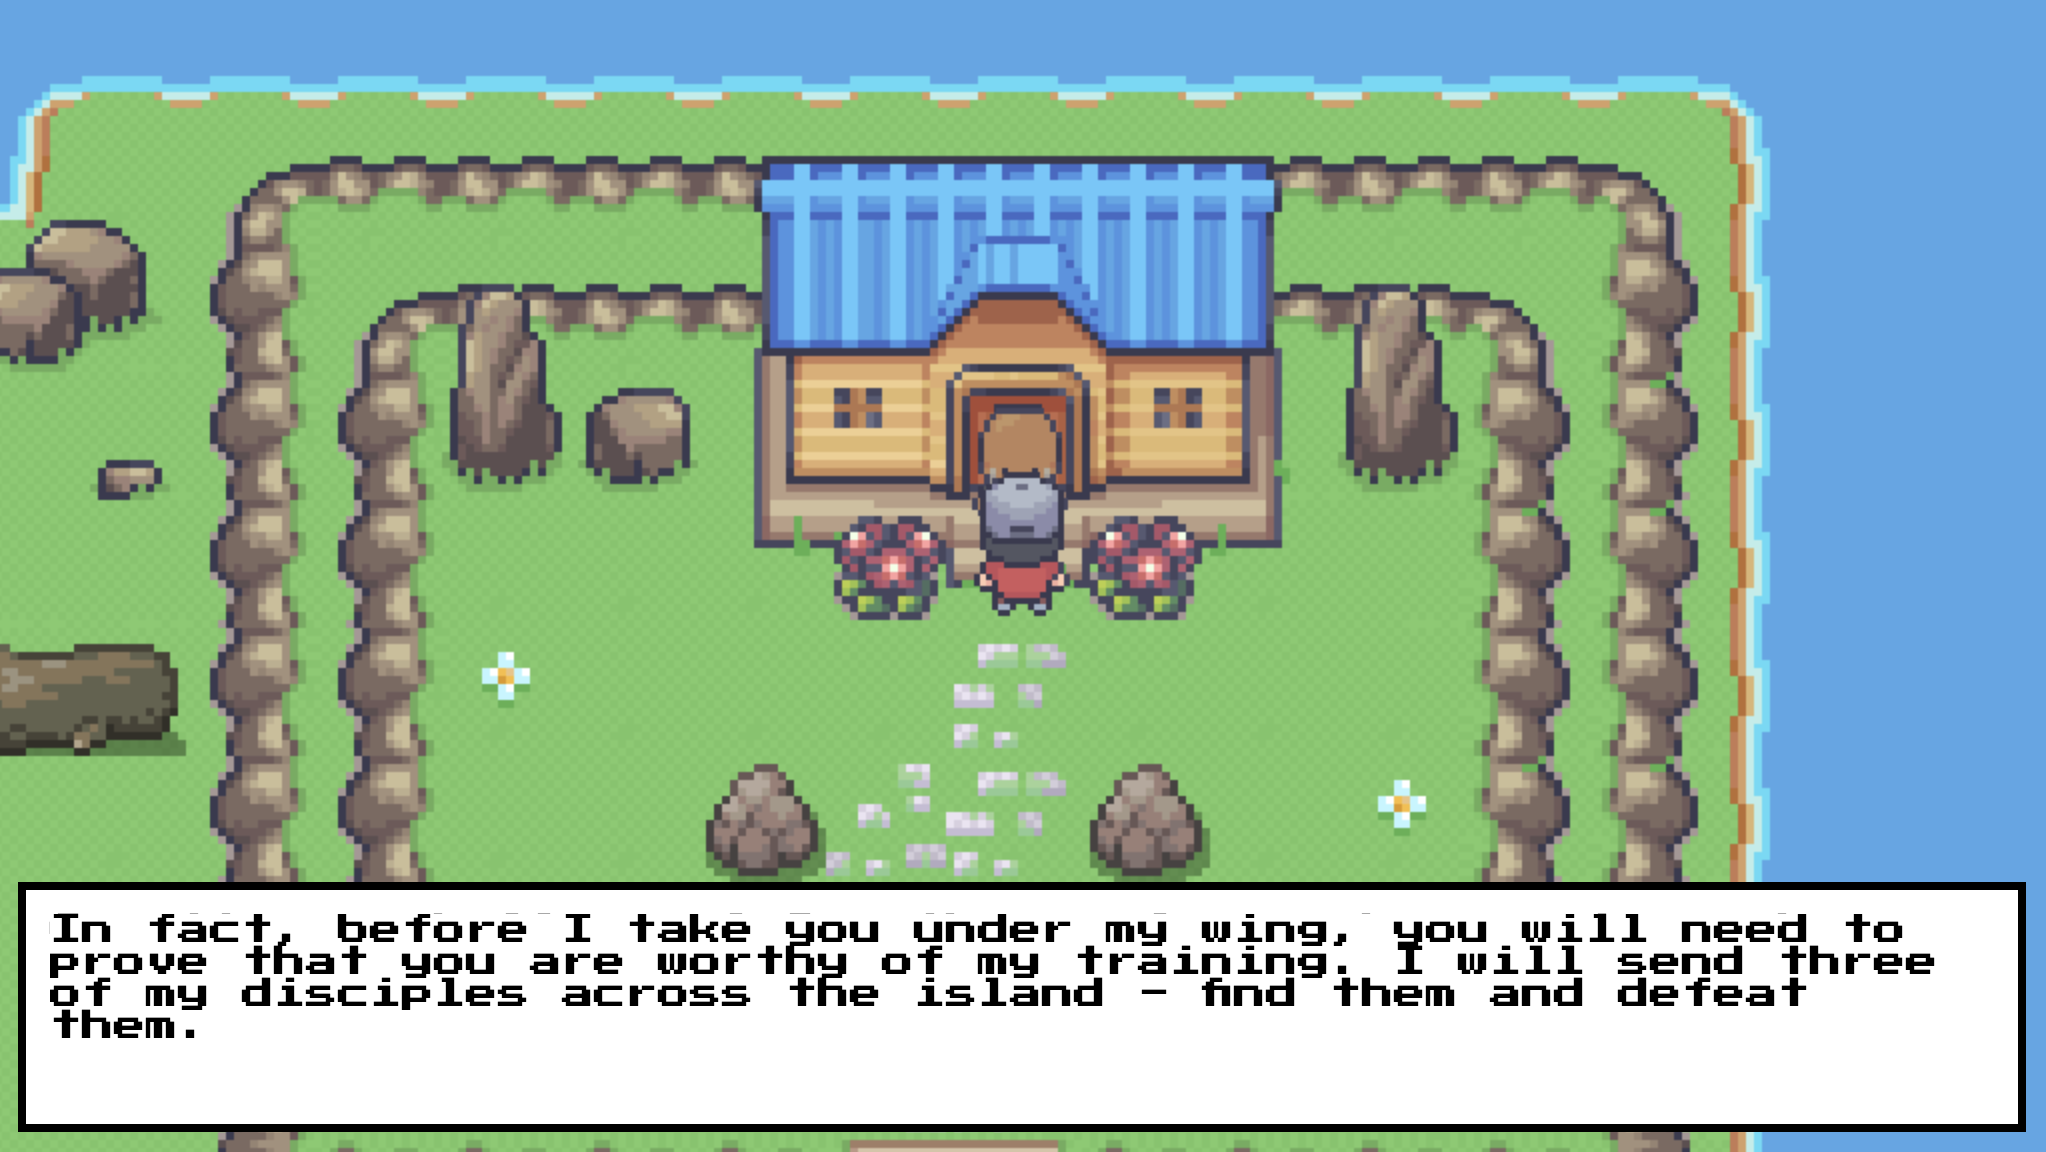 In fact, before I take you under my wing, you will need to
prove that you are worthy of my training. I will send three
of my disciples across the island - find them and defeat
them.